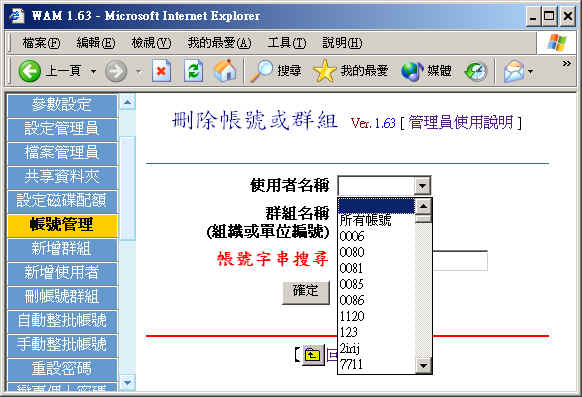 WAM 1.63 - Microsoft Internet Explorer
檔案(F) 編輯(E) 檢視(V) 我的最愛(A) 工具(T) 說明(H)
上一頁 搜尋 我的最愛 媒體
參數設定
設定管理員
檔案管理員
共享資料夾
設定磁碟配額
帳號管理
新增群組
新增使用者
刪帳號群組
自動整批帳號
手動整批帳號
重設密碼
變更個人密碼
刪除帳號或群組 Ver. 1.63 [ 管理員使用說明 ]
使用者名稱
群組名稱
(組織或單位編號)
帳號字串搜尋
確定
所有帳號
0006
0080
0081
0085
0086
1120
123
2irij
7711
[ 回